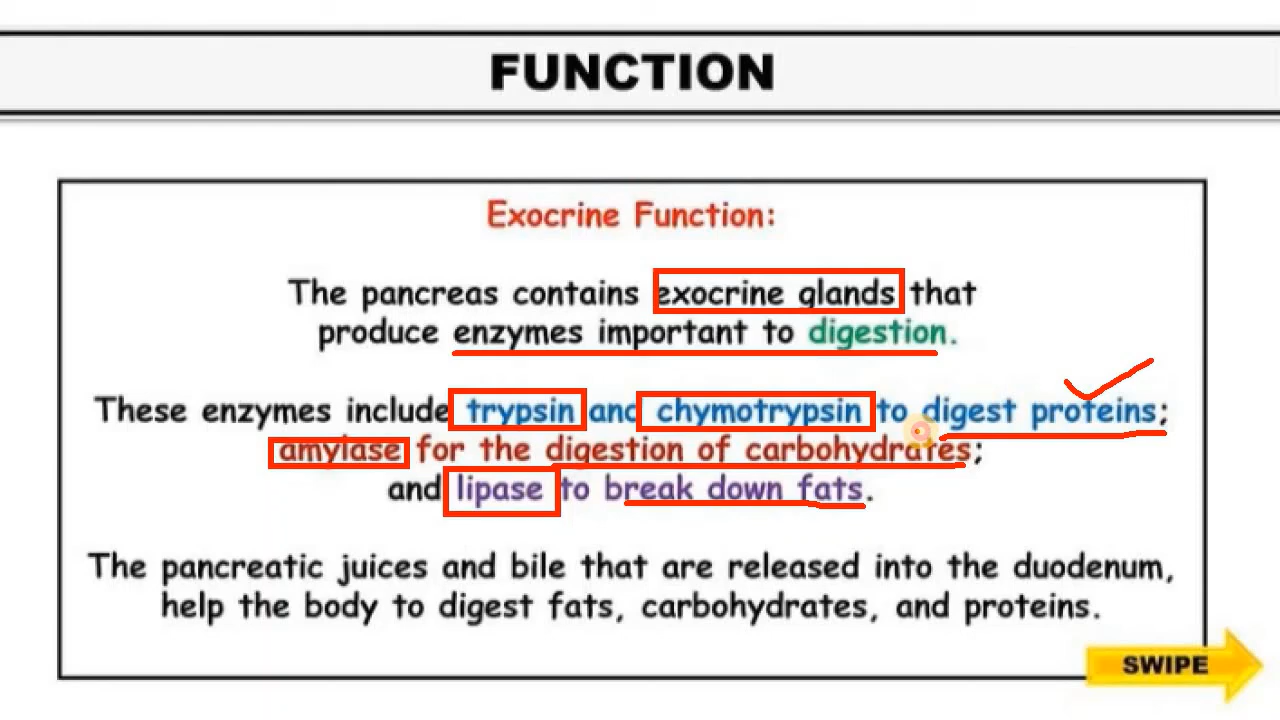 FUNCTION
Exocrine Function:
The pancreas contains exocrine glands that
produce enzymes important to digestion.
These enzymes include trypsin and chymotrypsin to digest proteins;
amylase for the digestion of carbohydrates;
and lipase to break down fats.
The pancreatic juices and bile that are released into the duodenum,
help the body to digest fats, carbohydrates, and proteins.
SWIPE